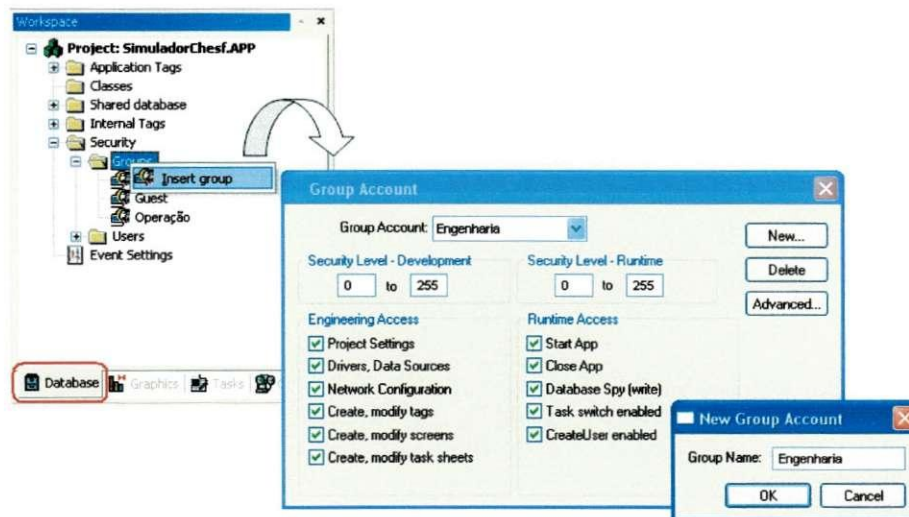 Workspace
Project: SimuladorChesf.APP
Application Tags
Classes
Shared database
Internal Tags
Security
Groups
Insert group
Guest
Operação
Users
Event Settings
Database Graphics Tasks
Group Account
Group Account: Engenharia
New...
Delete
Advanced...
Security Level - Development
0 to 255
Security Level - Runtime
0 to 255
Engineering Access
Project Settings
Drivers, Data Sources
Network Configuration
Create, modify tags
Create, modify screens
Create, modify task sheets
Runtime Access
Start App
Close App
Database Spy (write)
Task switch enabled
CreateUser enabled
New Group Account
Group Name: Engenharia
OK Cancel